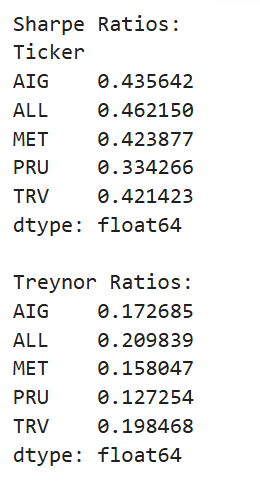 Sharpe Ratios:
Ticker
AIG    0.435642
ALL    0.462150
MET    0.423877
PRU    0.334266
TRV    0.421423
dtype: float64

Treynor Ratios:
AIG    0.172685
ALL    0.209839
MET    0.158047
PRU    0.127254
TRV    0.198468
dtype: float64